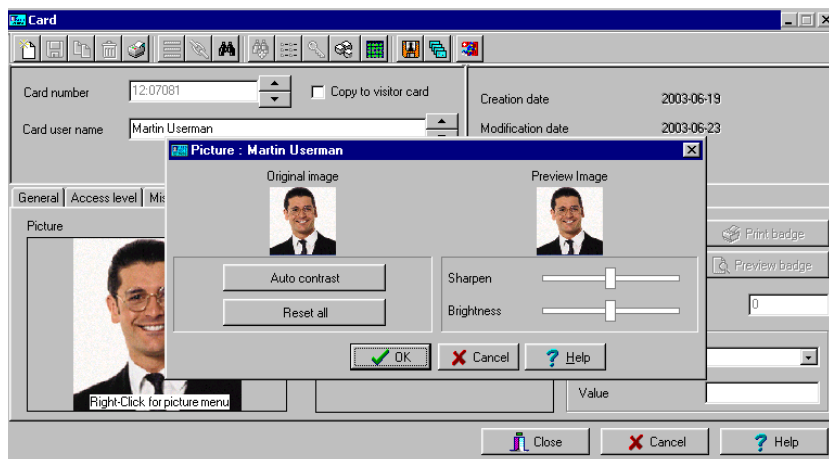 Card
Card number
12:07081
Copy to visitor card
Creation date
2003-06-19
Card user name
Martin Userman
Modification date
2003-06-23
Picture : Martin Userman
Original image
Preview Image
General
Access level
Picture
Print badge
Preview badge
Auto contrast
Sharpen
Reset all
Brightness
0
OK
Cancel
Help
Value
Right-Click for picture menu
Close
Cancel
Help